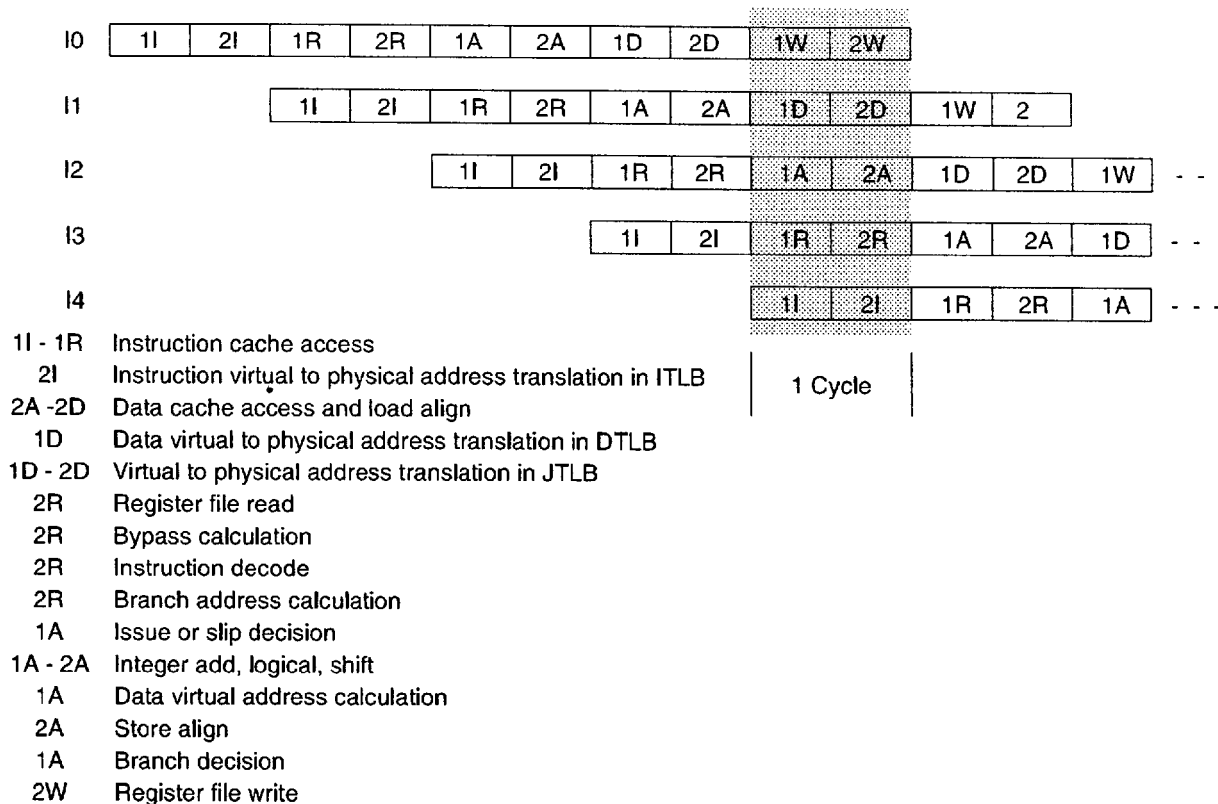 I0 1I 2I 1R 2R 1A 2A 1D 2D 1W 2W
I1 1I 2I 1R 2R 1A 2A 1D 2D 1W 2
I2 1I 2I 1R 2R 1A 2A 1D 2D 1W - -
I3 1I 2I 1R 2R 1A 2A 1D - -
I4 1I 2I 1R 2R 1A - - -
1 Cycle
1I - 1R Instruction cache access
2I Instruction virtual to physical address translation in ITLB
2A -2D Data cache access and load align
1D Data virtual to physical address translation in DTLB
1D - 2D Virtual to physical address translation in JTLB
2R Register file read
2R Bypass calculation
2R Instruction decode
2R Branch address calculation
1A Issue or slip decision
1A - 2A Integer add, logical, shift
1A Data virtual address calculation
2A Store align
1A Branch decision
2W Register file write